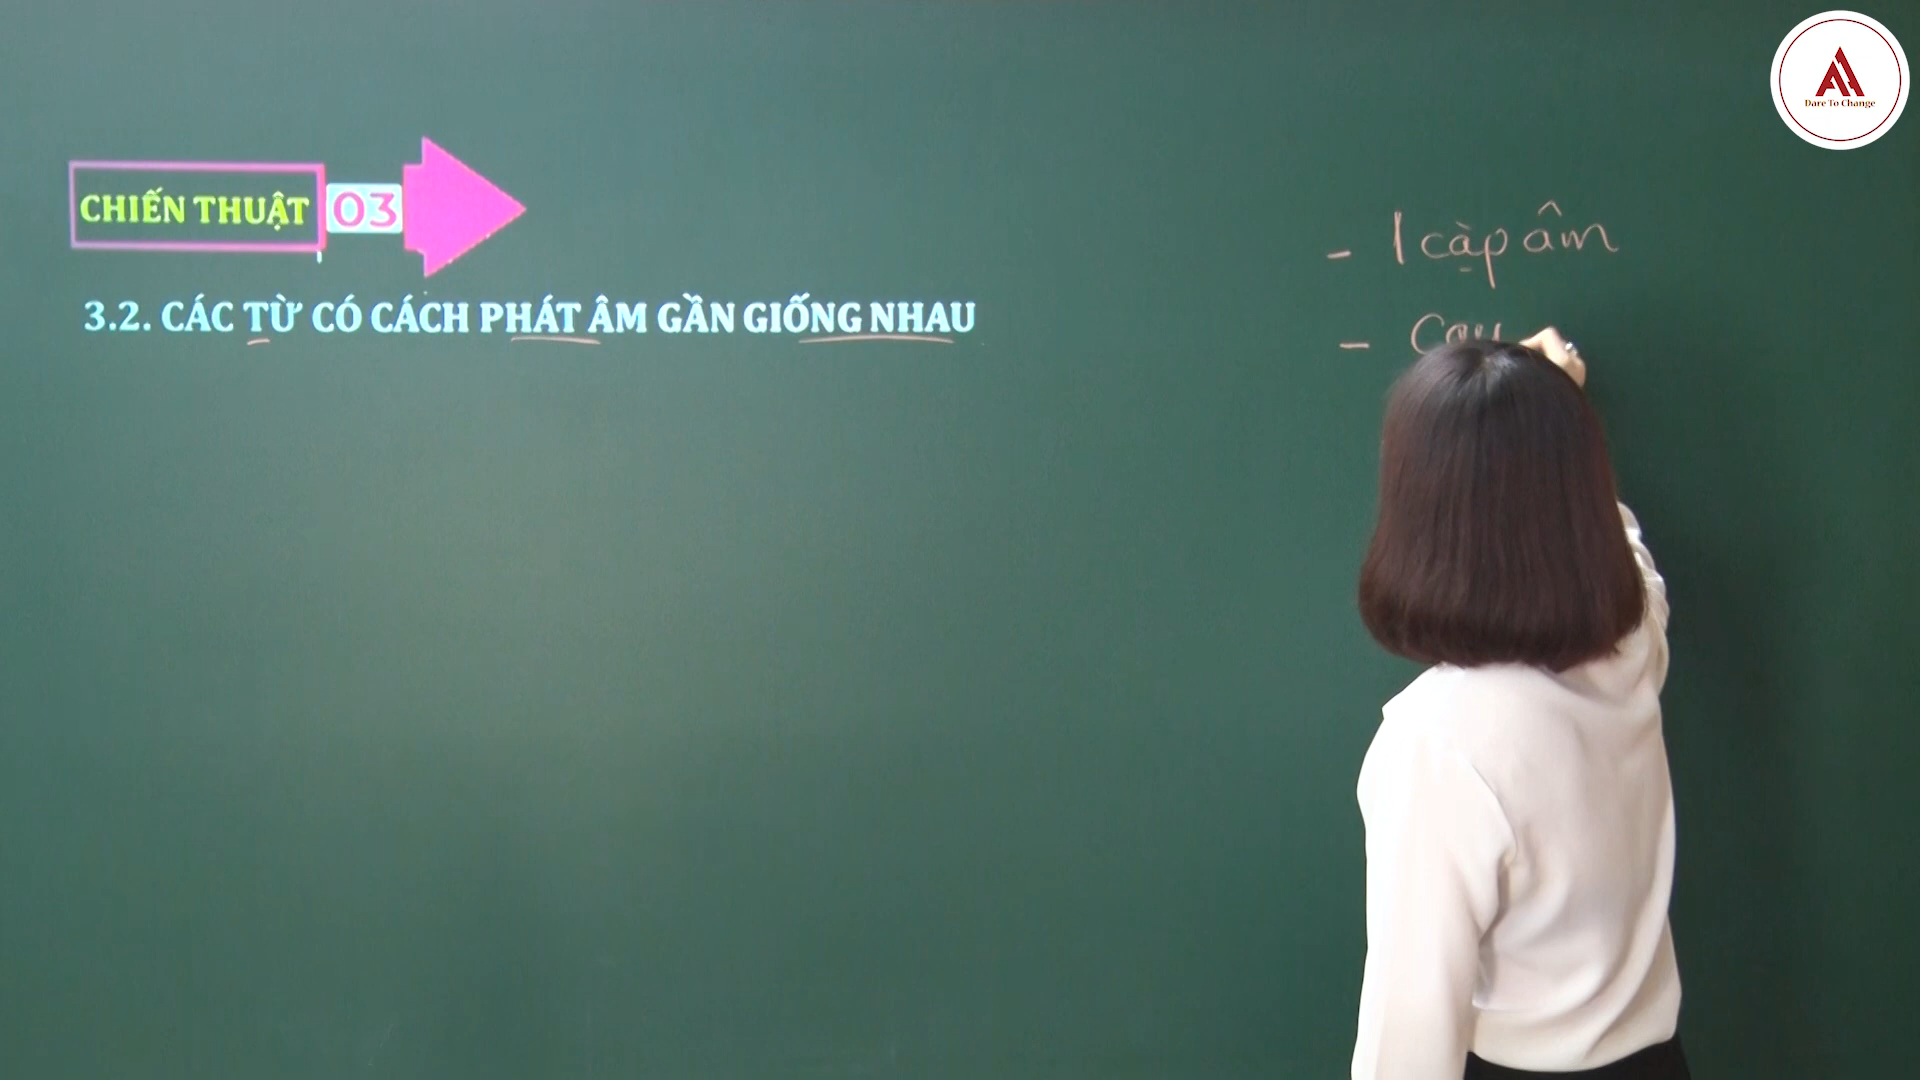 Dare To Change
CHIẾN THUẬT 03
3.2. CÁC TỪ CÓ CÁCH PHÁT ÂM GẦN GIỐNG NHAU
- 1 cặp âm
-